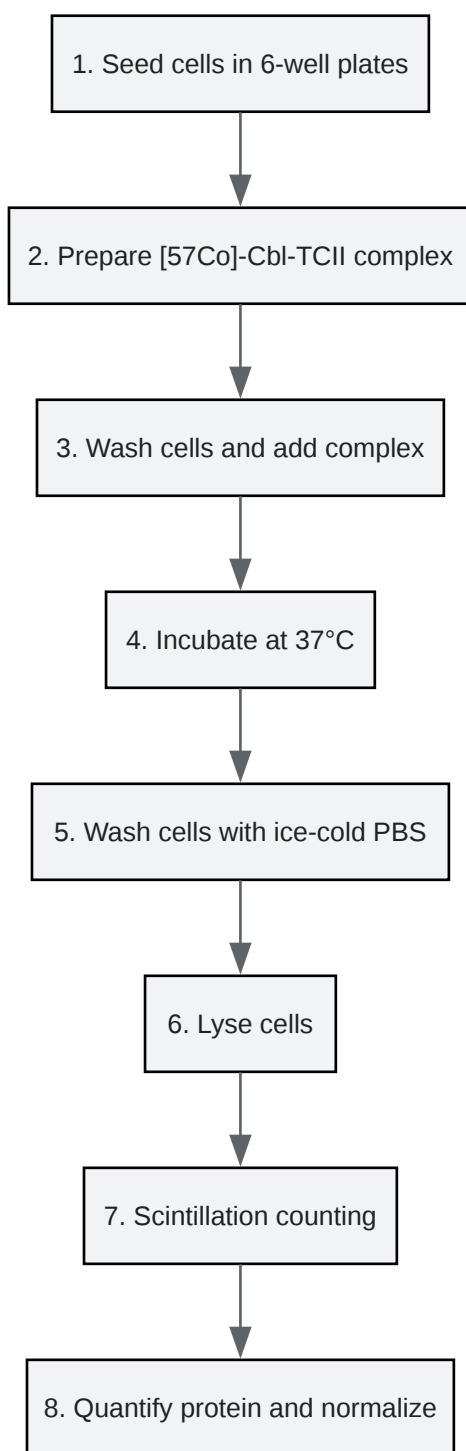 1. Seed cells in 6-well plates
2. Prepare [57Co]-Cbl-TCII complex
3. Wash cells and add complex
4. Incubate at 37°C
5. Wash cells with ice-cold PBS
6. Lyse cells
7. Scintillation counting
8. Quantify protein and normalize